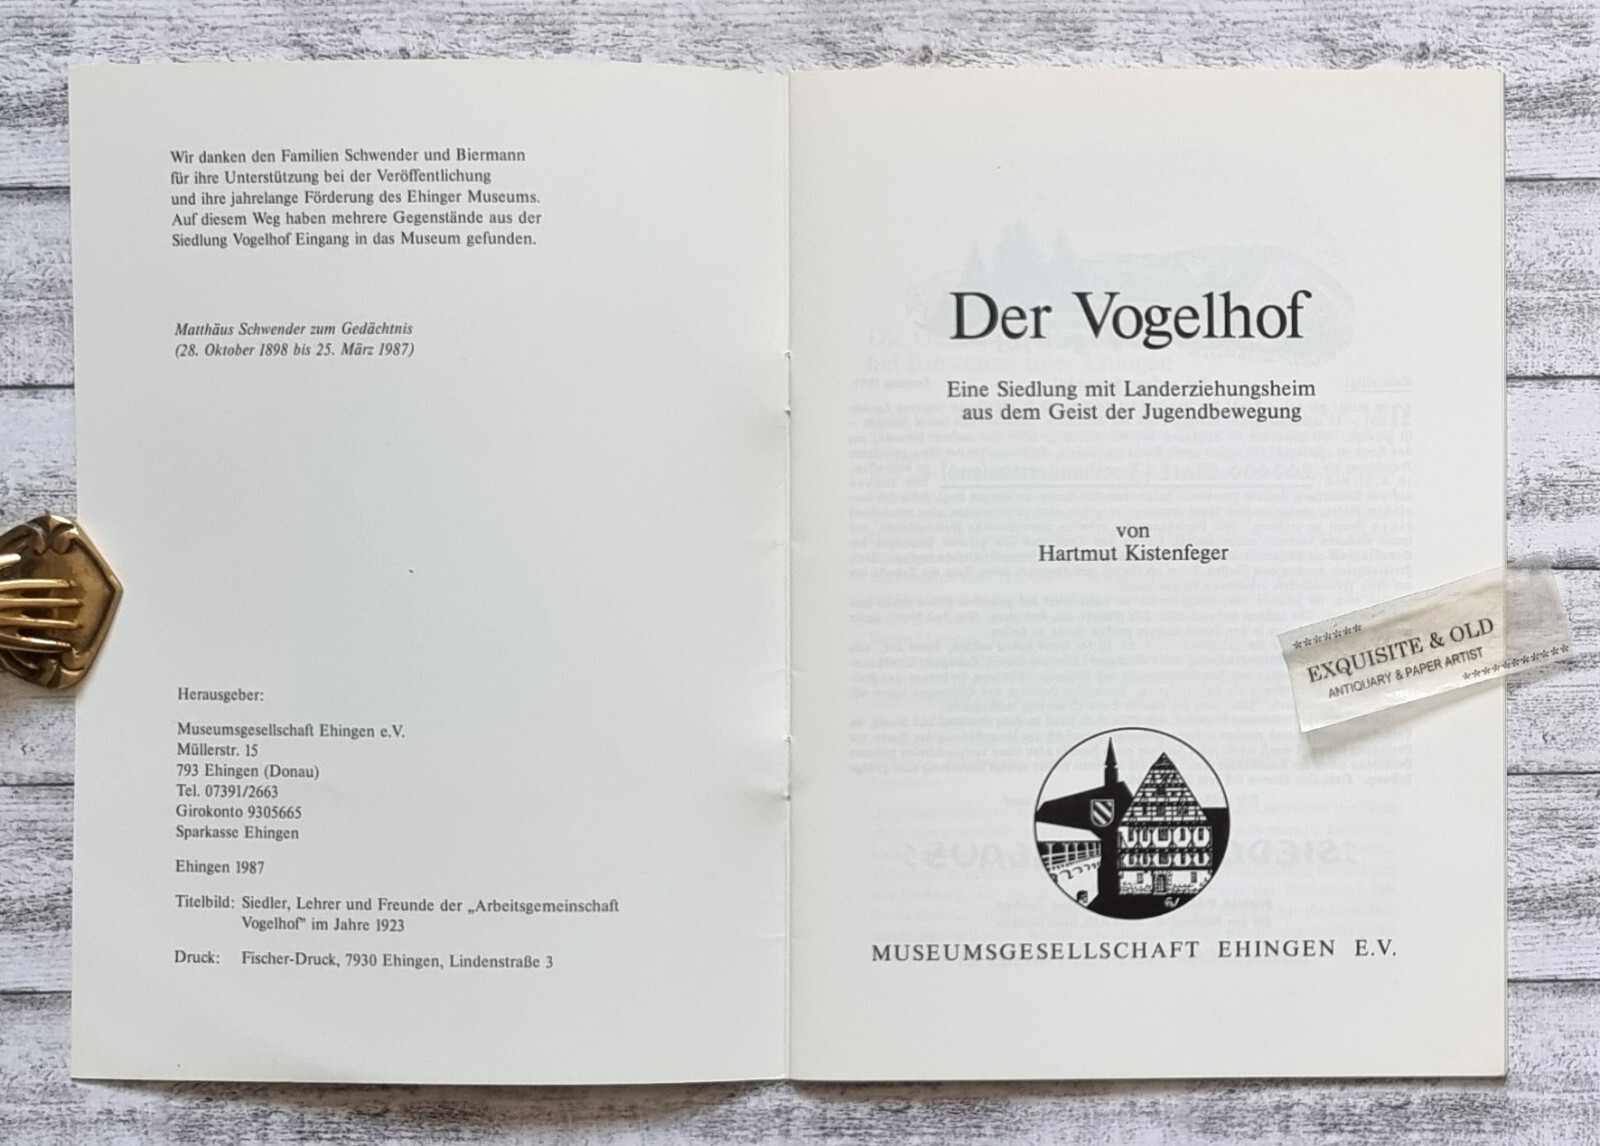 Wir danken den Familien Schwender und Biermann
für ihre Unterstützung bei der Veröffentlichung
und ihre jahrelange Förderung des Ehinger Museums.
Auf diesem Weg haben mehrere Gegenstände aus der
Siedlung Vogelhof Eingang in das Museum gefunden.
Matthäus Schwender zum Gedächtnis
(28. Oktober 1898 bis 25. März 1987)
Herausgeber:
Museumsgesellschaft Ehingen e.V.
Müllerstr. 15
793 Ehingen (Donau)
Tel. 07391/2663
Girokonto 9305665
Sparkasse Ehingen
Ehingen 1987
Titelbild: Siedler, Lehrer und Freunde der „Arbeitsgemeinschaft
Vogelhof" im Jahre 1923
Druck: Fischer-Druck, 7930 Ehingen, Lindenstraße 3
Der Vogelhof
Eine Siedlung mit Landerziehungsheim
aus dem Geist der Jugendbewegung
von
Hartmut Kistenfeger
MUSEUMSGESELLSCHAFT EHINGEN E.V.
*******
EXQUISITE & OLD
ANTIQUARY & PAPER ARTIST
***********